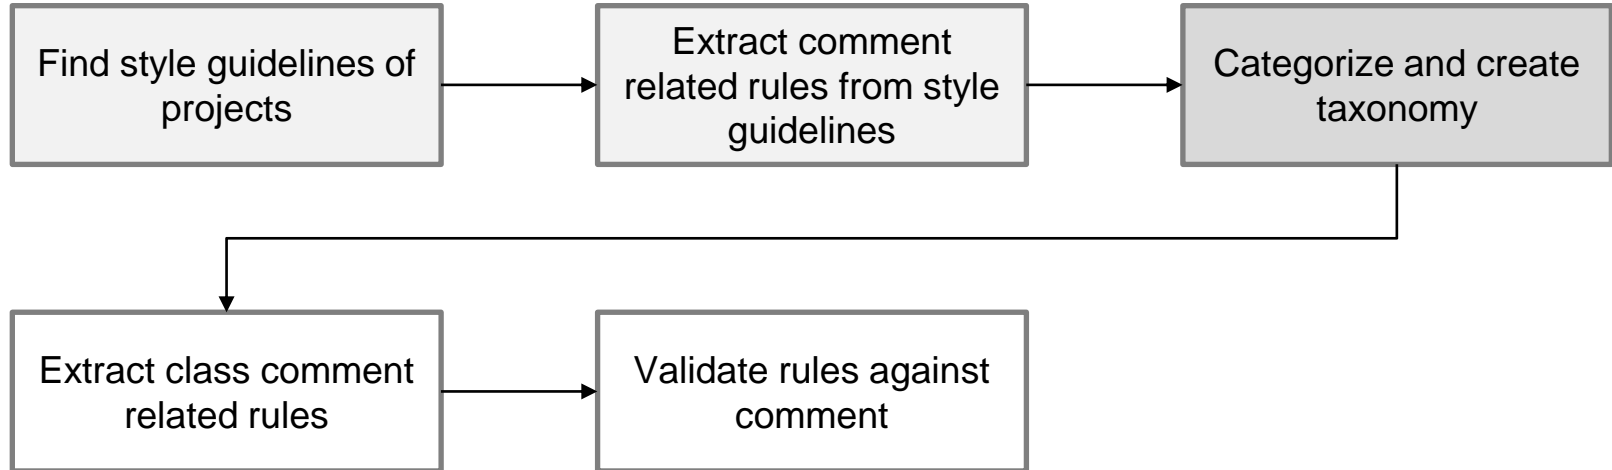 Find style guidelines of
projects
Extract comment
related rules from style
guidelines
Categorize and create
taxonomy
Extract class comment
related rules
Validate rules against
comment